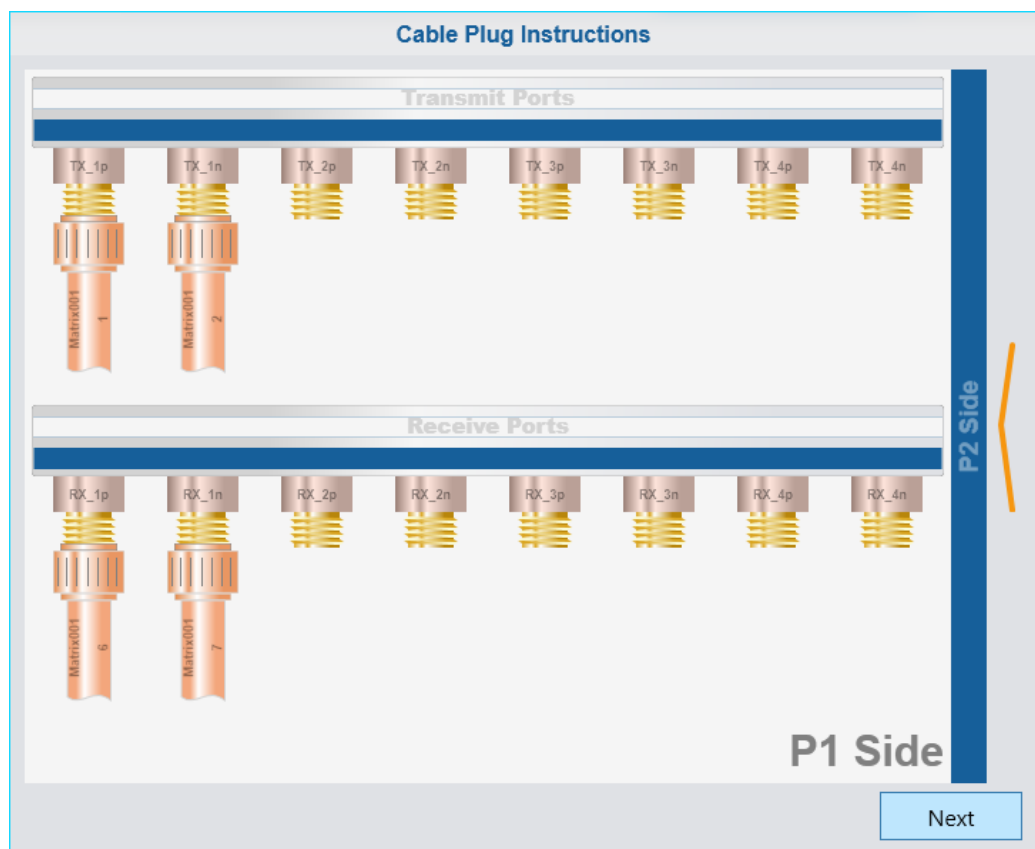 Cable Plug Instructions
Transmit Ports
TX_1p TX_1n TX_2p TX_2n TX_3p TX_3n TX_4p TX_4n
Matrix001 1
Matrix001 2
Receive Ports
RX_1p RX_1n RX_2p RX_2n RX_3p RX_3n RX_4p RX_4n
Matrix001 6
Matrix001 7
P2 Side
P1 Side
Next